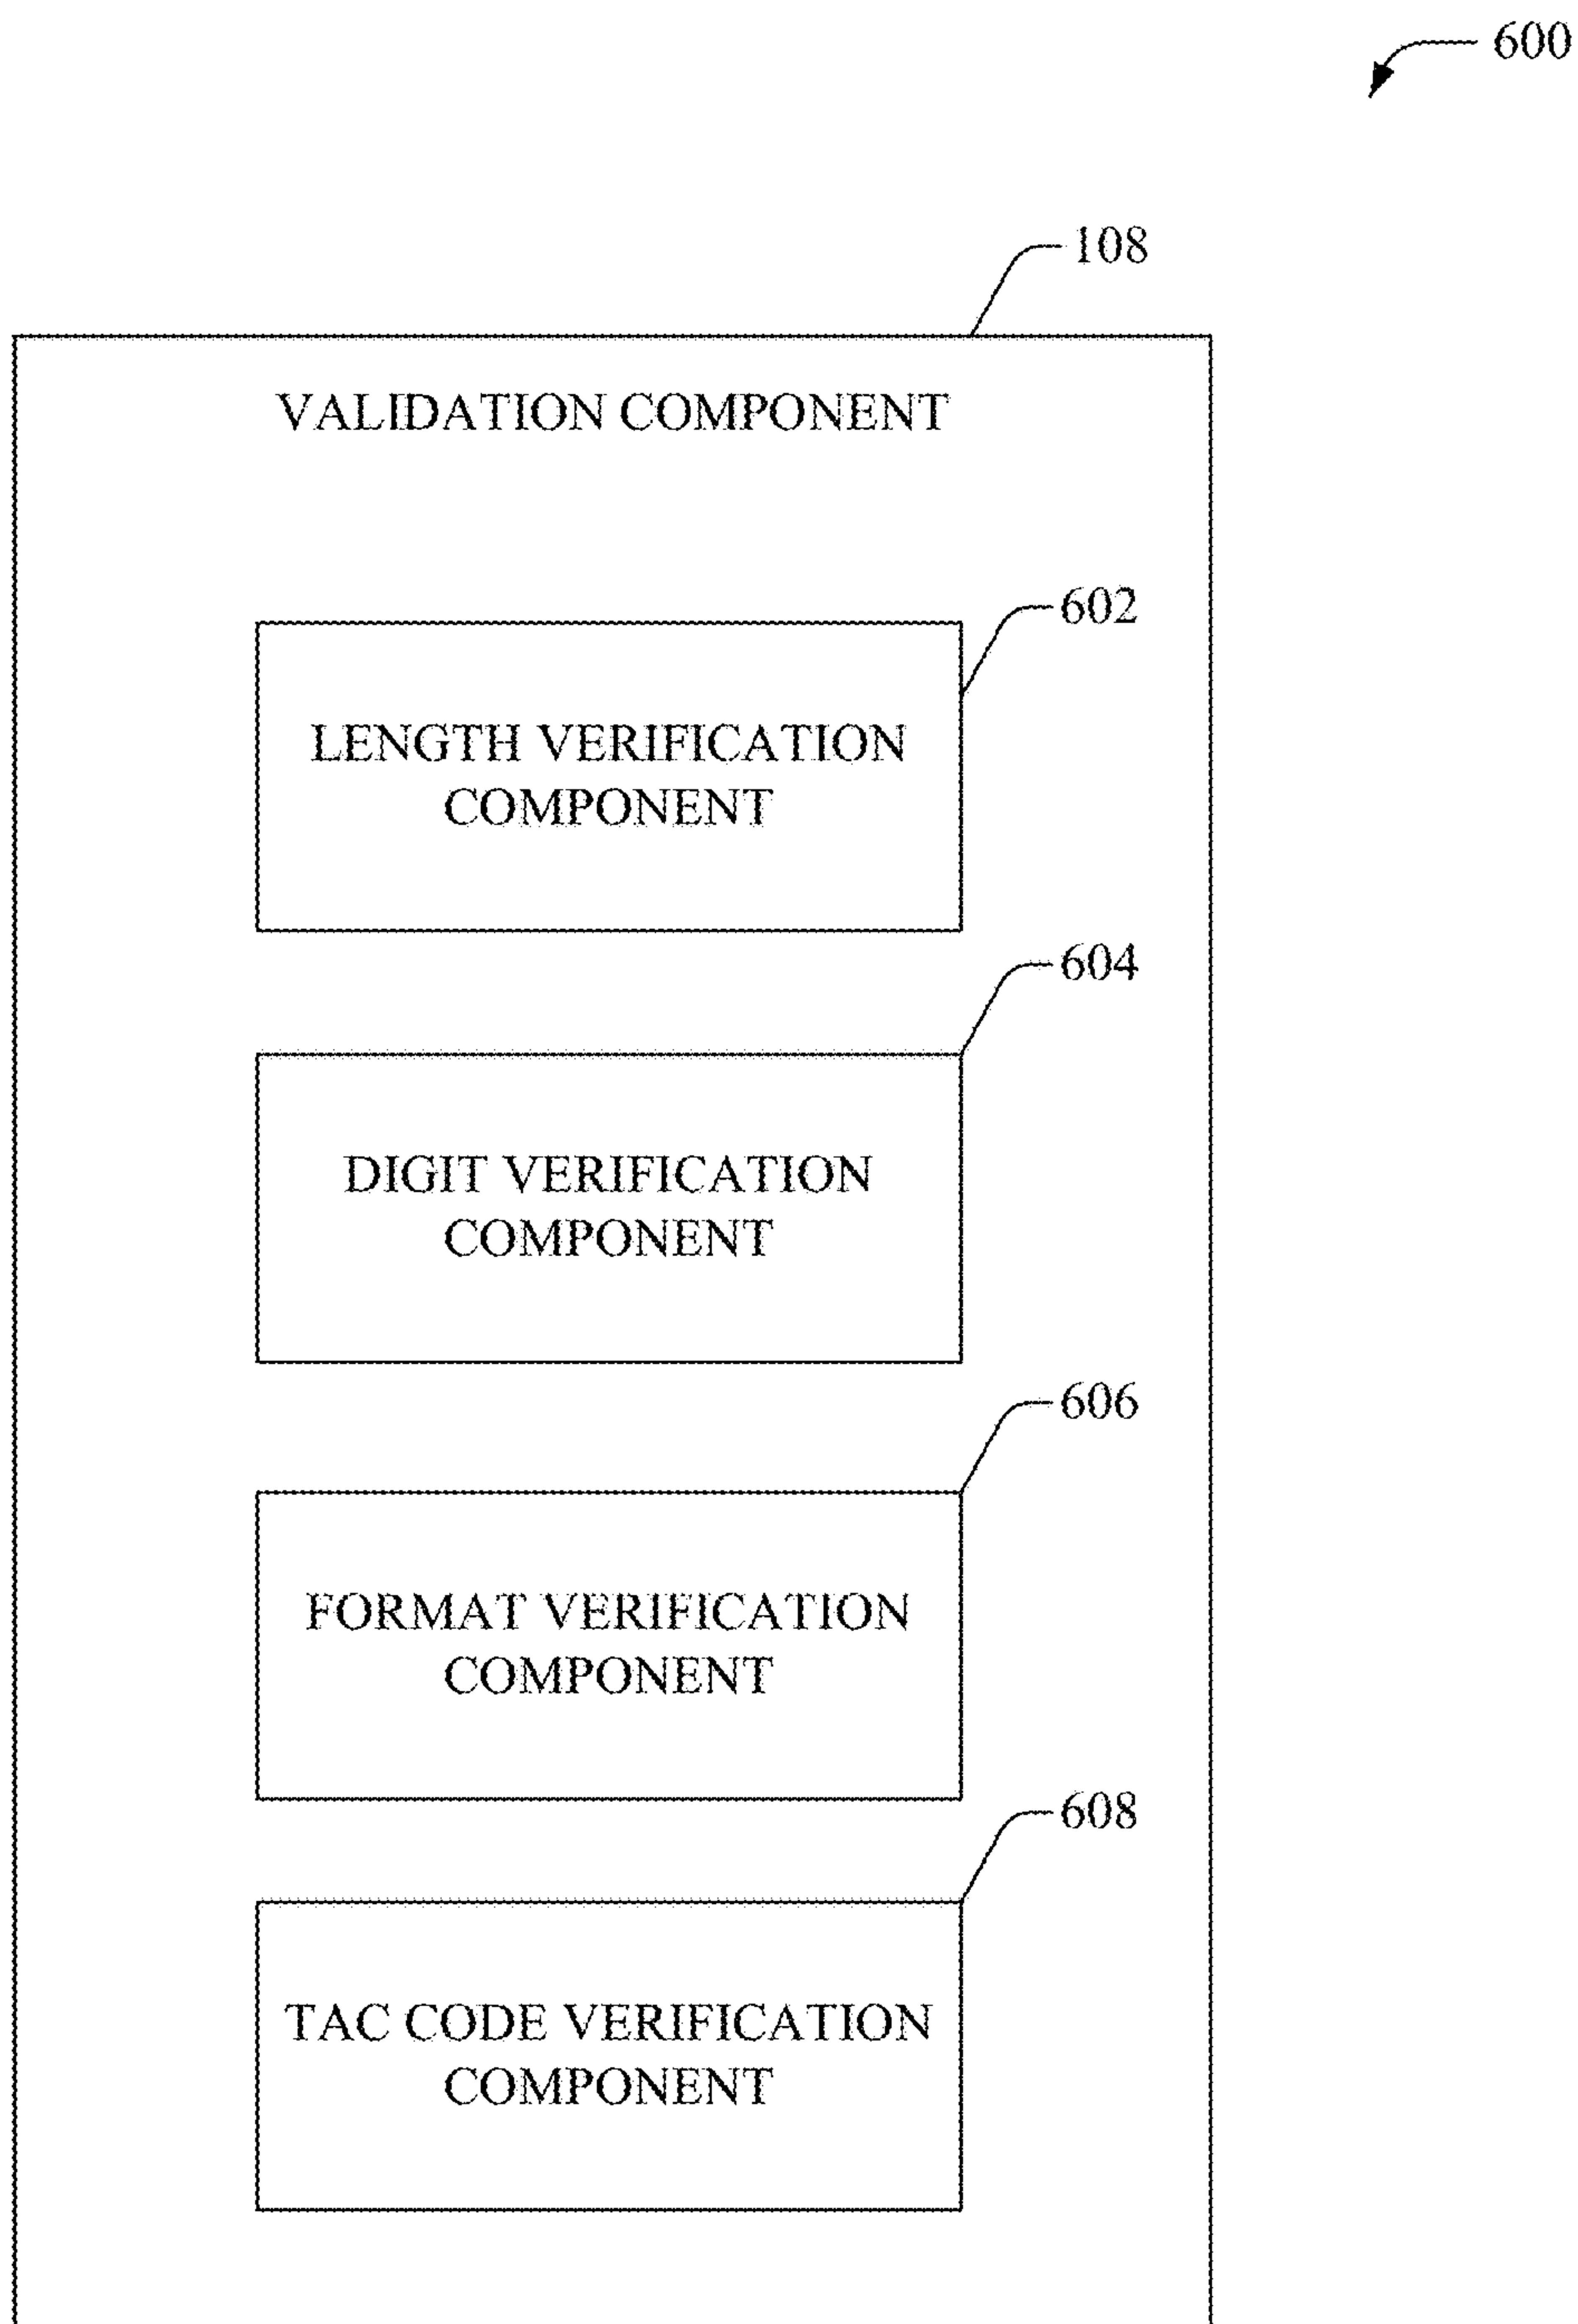 600
108
VALIDATION COMPONENT
602
LENGTH VERIFICATION
COMPONENT
604
DIGIT VERIFICATION
COMPONENT
606
FORMAT VERIFICATION
COMPONENT
608
TAC CODE VERIFICATION
COMPONENT